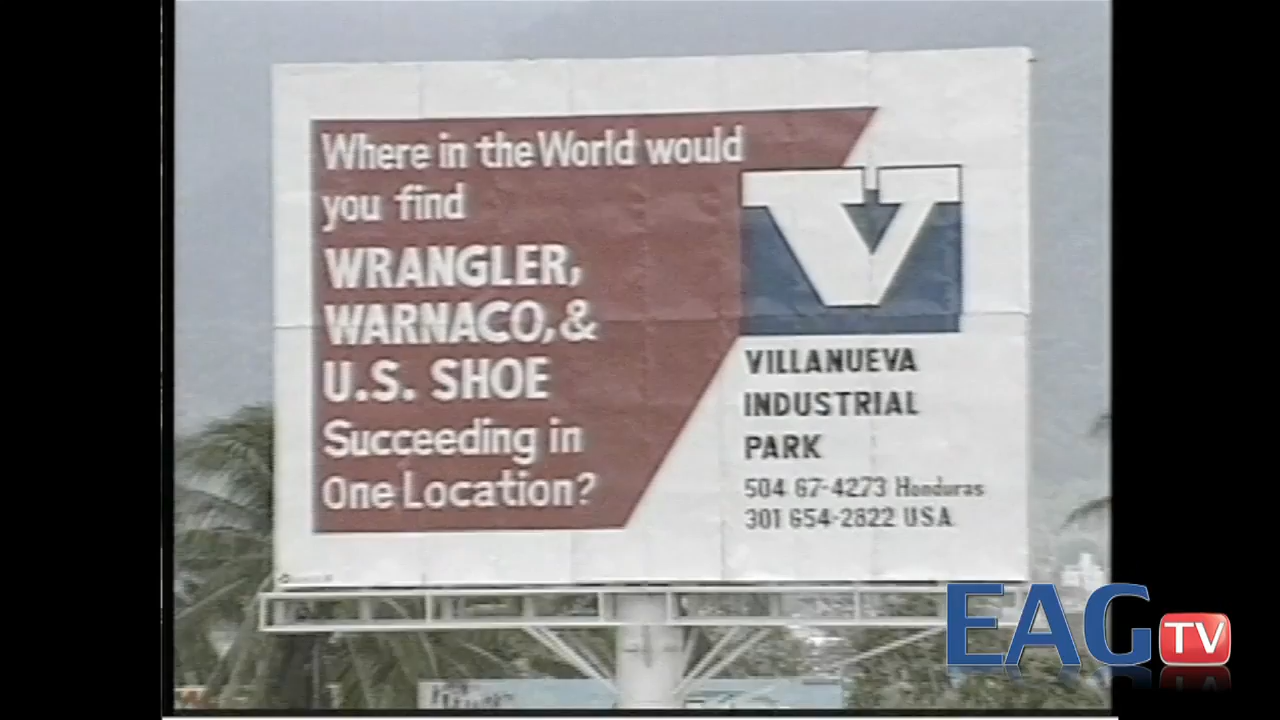 Where in the World would
you find
WRANGLER,
WARNACO, &
U.S. SHOE
Succeeding in
One Location?
V
VILLANUEVA
INDUSTRIAL
PARK
504 67-4273 Honduras
301 654-2822 USA
EAG TV